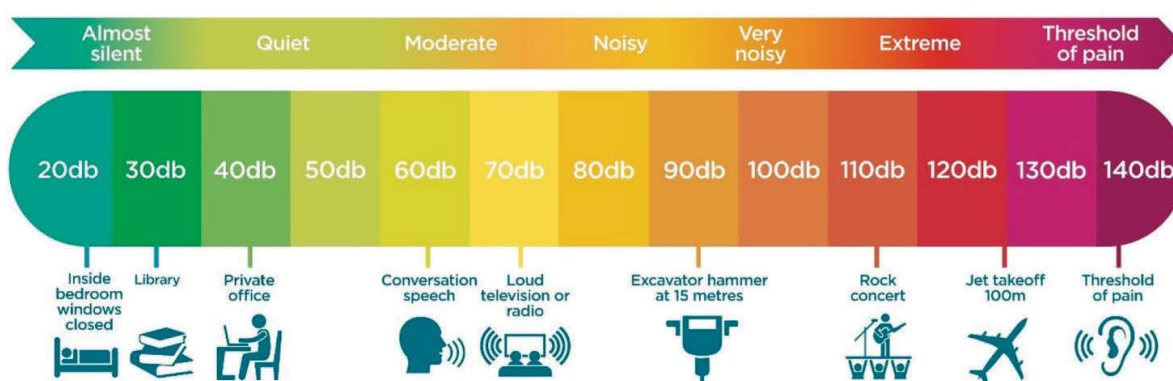 Almost
silent
Quiet
Moderate
Noisy
Very
noisy
Extreme
Threshold
of pain
20db
30db
40db
50db
60db
70db
80db
90db
100db
110db
120db
130db
140db
Inside
bedroom
windows
closed
Library
Private
office
Conversation
speech
Loud
television or
radio
Excavator hammer
at 15 metres
Rock
concert
Jet takeoff
100m
Threshold
of pain